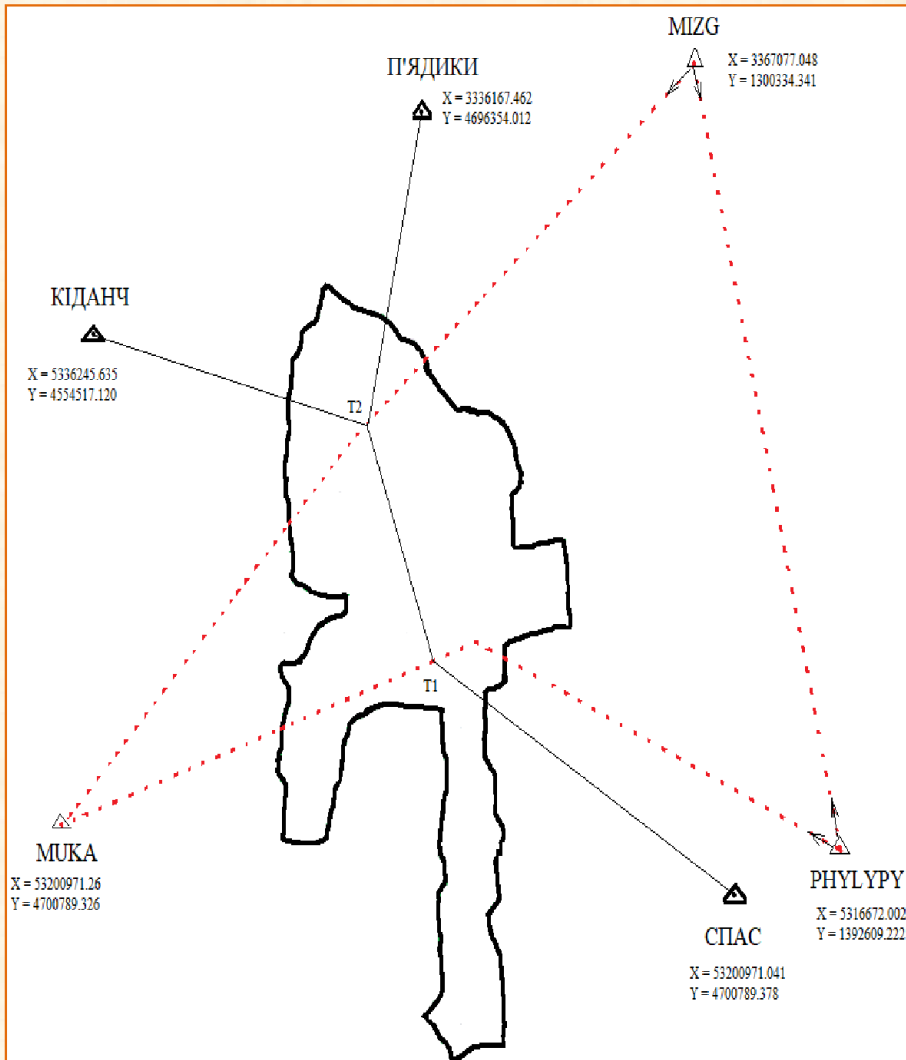 MIZG
X = 3367077.048
Y = 1300334.341
П'ЯДИКИ
X = 3336167.462
Y = 4696354.012
КІДАНЧ
X = 5336245.635
Y = 4554517.120
T2
T1
MUKA
X = 53200971.26
Y = 4700789.326
PHYLYPY
X = 5316672.002
Y = 1392609.222
СПАС
X = 53200971.041
Y = 4700789.378